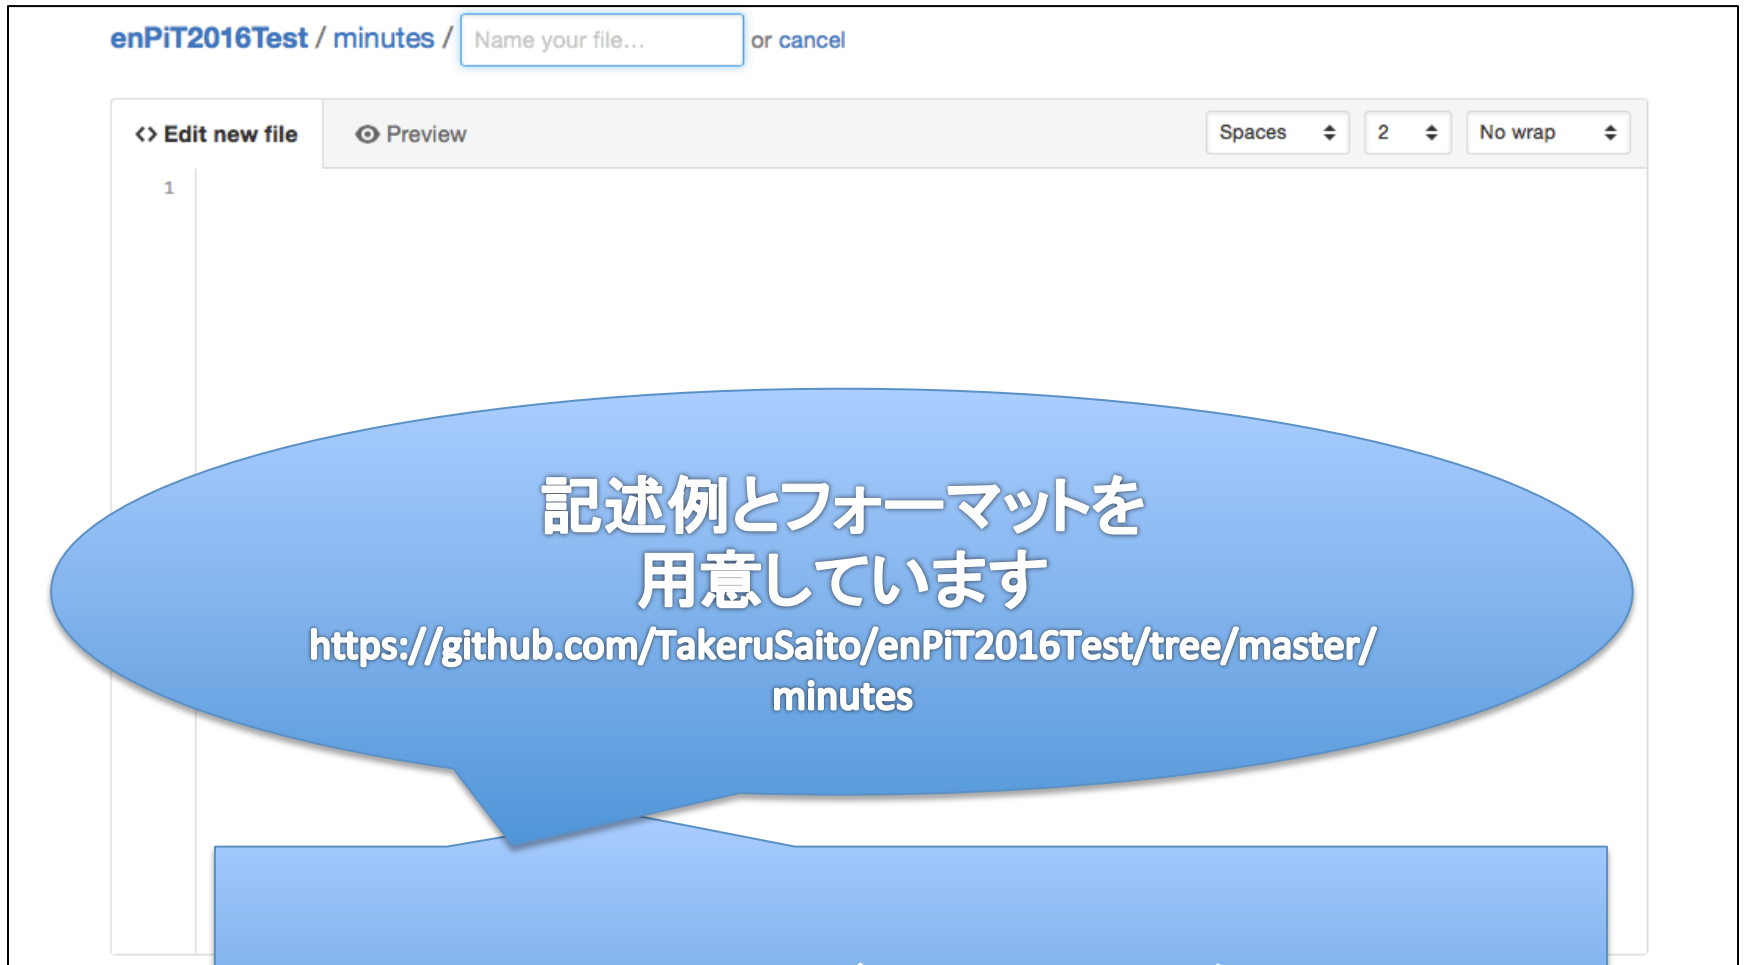 enPiT2016Test / minutes / Name your file... or cancel
<> Edit new file Preview Spaces 2 No wrap
1
記述例とフォーマットを
用意しています
https://github.com/TakeruSaito/enPiT2016Test/tree/master/
minutes